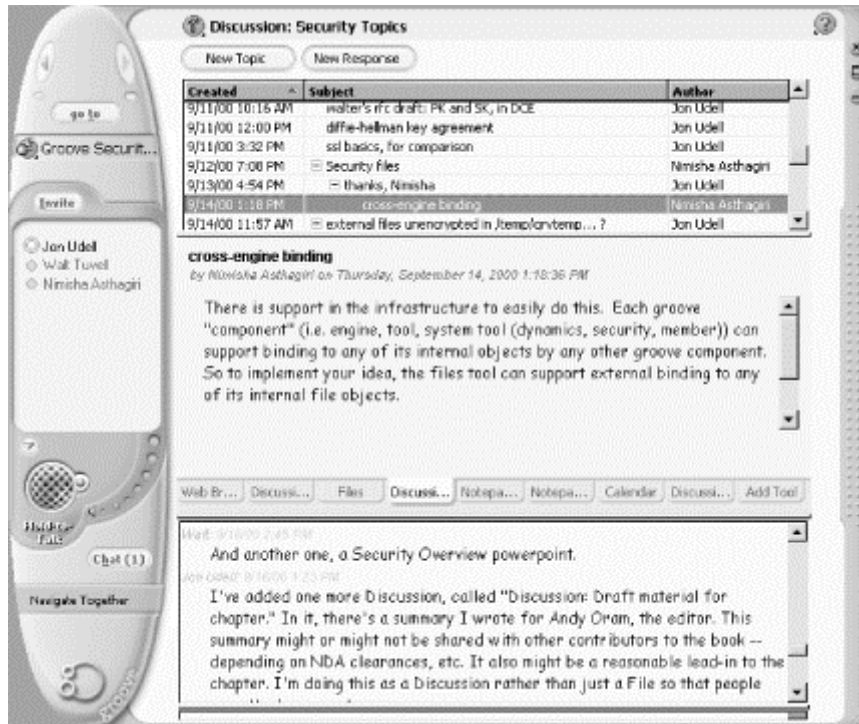 Discussion: Security Topics
New Topic
New Response
Created Subject Author
9/11/00 10:16 AM walter's rfc draft: PK and SK, in DCE Jon Udell
9/11/00 12:00 PM diffie-hellman key agreement Jon Udell
9/11/00 3:32 PM ssl basics, for comparison Jon Udell
9/12/00 7:00 PM Security files Nimisha Asthagiri
9/13/00 4:54 PM thanks, Nimisha Jon Udell
9/14/00 1:18 PM cross-engine binding Nimisha Asthagiri
9/14/00 11:57 AM external files unencrypted in ? Jon Udell
go to
Groove Securit...
Invite
Jon Udell
Walt Tuvell
Nimisha Asthagiri
cross-engine binding
by Nimisha Asthagiri on Thursday, September 14, 2000 1:18:36 PM
There is support in the infrastructure to easily do this. Each groove
"component" (i.e. engine, tool, system tool (dynamics, security, member)) can
support binding to any of its internal objects by any other groove component.
So to implement your idea, the files tool can support external binding to any
of its internal file objects.
Web Br... Discussi... Files Discussi... Notepa... Notepa... Calendar Discussi... Add Tool
Chat (1)
Navigate Together
groove
And another one, a Security Overview powerpoint.
Jon Udell:
I've added one more Discussion, called "Discussion: Draft material for
chapter." In it, there's a summary I wrote for Andy Oram, the editor. This
summary might or might not be shared with other contributors to the book --
depending on NDA clearances, etc. It also might be a reasonable lead-in to the
chapter. I'm doing this as a Discussion rather than just a File so that people